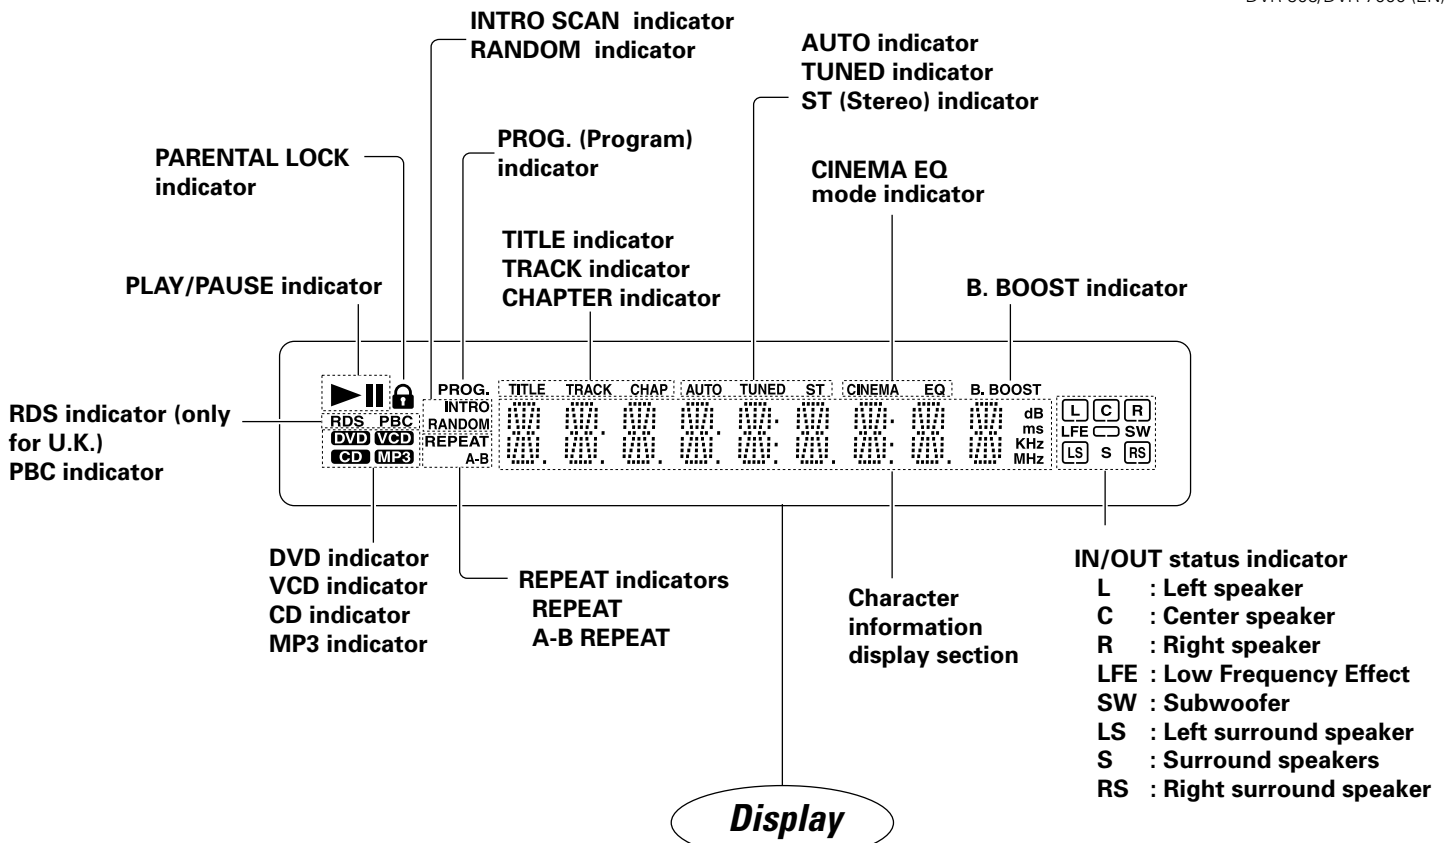 INTRO SCAN indicator
RANDOM indicator
AUTO indicator
TUNED indicator
ST (Stereo) indicator
PROG. (Program)
indicator
PARENTAL LOCK
indicator
CINEMA EQ
mode indicator
TITLE indicator
TRACK indicator
CHAPTER indicator
PLAY/PAUSE indicator
B. BOOST indicator
RDS indicator (only
for U.K.)
PBC indicator
PROG. TITLE TRACK CHAP AUTO TUNED ST CINEMA EQ B. BOOST
INTRO
RDS PBC RANDOM
DVD VCD REPEAT
CD MP3 A-B
dB
ms
KHz
MHz
L C R
LFE SW
LS S RS
DVD indicator
VCD indicator
CD indicator
MP3 indicator
REPEAT indicators
REPEAT
A-B REPEAT
Character
information
display section
IN/OUT status indicator
L : Left speaker
C : Center speaker
R : Right speaker
LFE : Low Frequency Effect
SW : Subwoofer
LS : Left surround speaker
S : Surround speakers
RS : Right surround speaker
Display